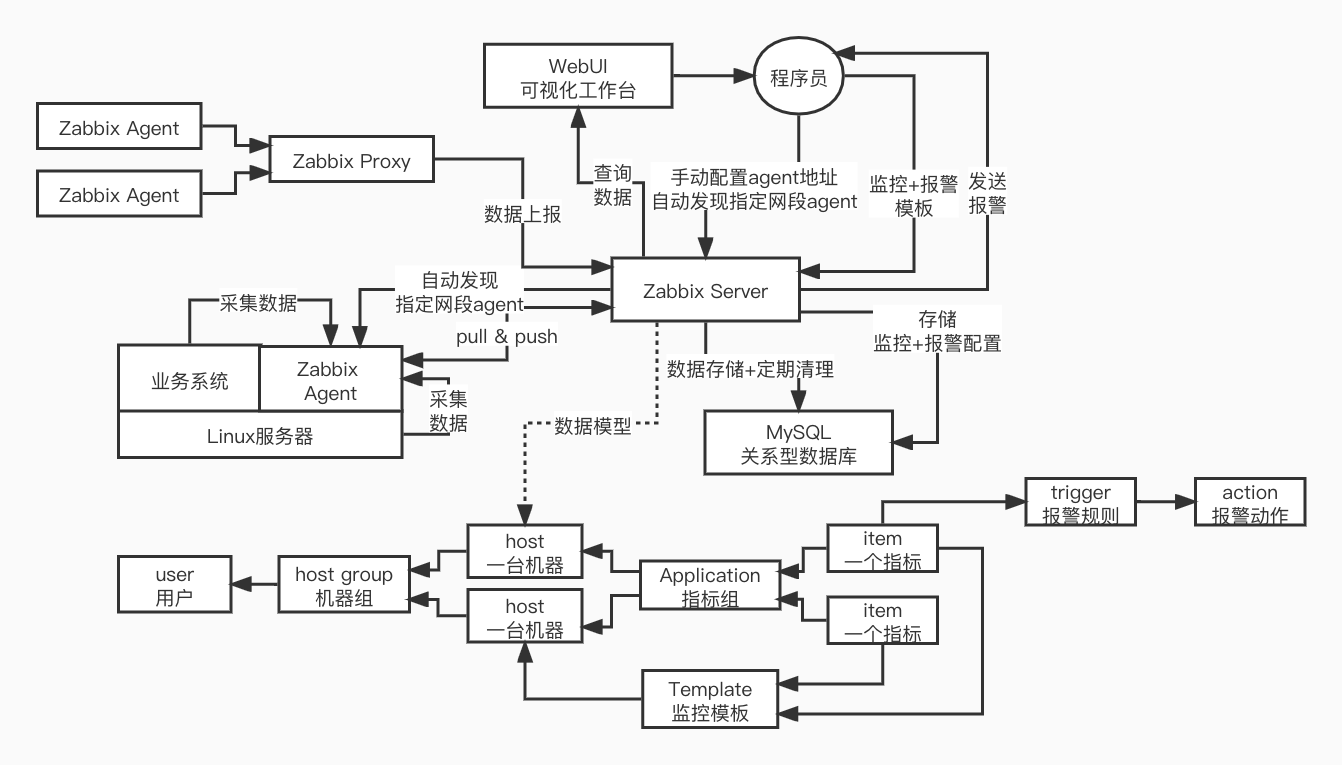 WebUI
可视化工作台
程序员
Zabbix Agent
Zabbix Proxy
Zabbix Agent
查询
数据
手动配置agent地址
自动发现指定网段agent
监控+报警
模板
发送
报警
数据上报
自动发现
指定网段agent
Zabbix Server
采集数据
pull & push
存储
监控+报警配置
业务系统
Zabbix
Agent
数据存储+定期清理
采集
数据
Linux服务器
数据模型
MySQL
关系型数据库
trigger
报警规则
action
报警动作
host
一台机器
item
一个指标
user
用户
host group
机器组
Application
指标组
host
一台机器
item
一个指标
Template
监控模板